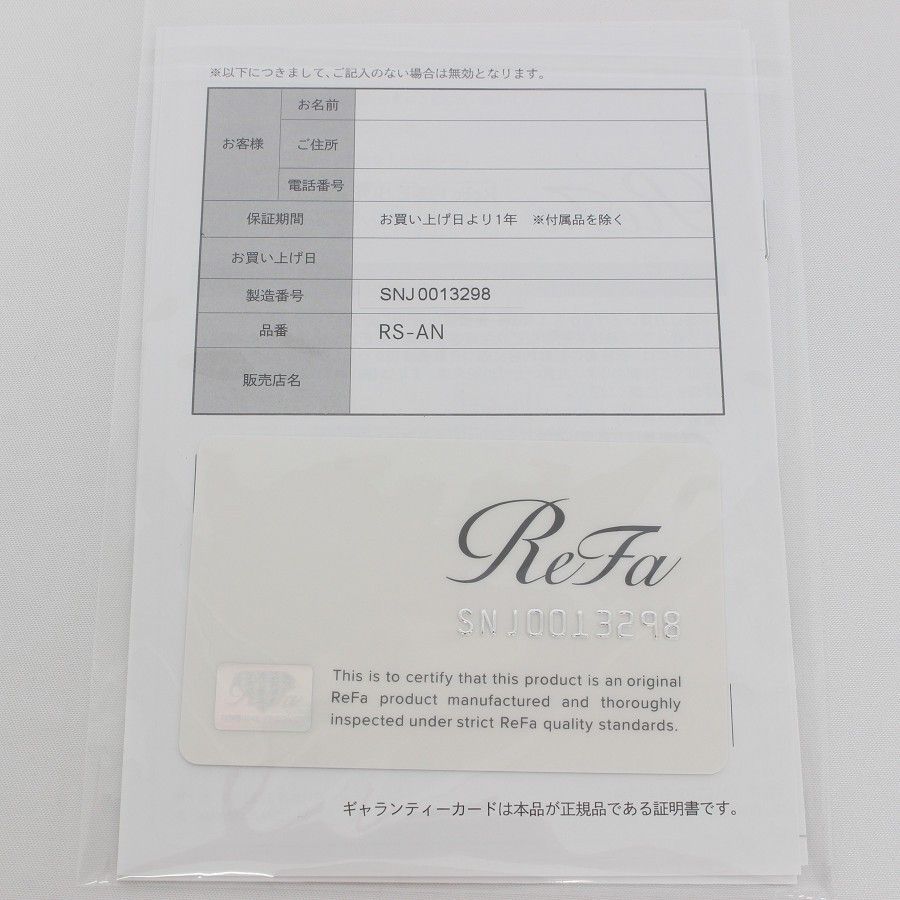 ※以下につきまして、ご記入のない場合は無効となります。
お客様
お名前
ご住所
電話番号
保証期間 お買い上げ日より1年 ※付属品を除く
お買い上げ日
製造番号 SNJ0013298
品番 RS-AN
販売店名
ReFa
SNJ0013298
ReFa
This is to certify that this product is an original
ReFa product manufactured and thoroughly
inspected under strict ReFa quality standards.
ギャランティーカードは本品が正規品である証明書です。